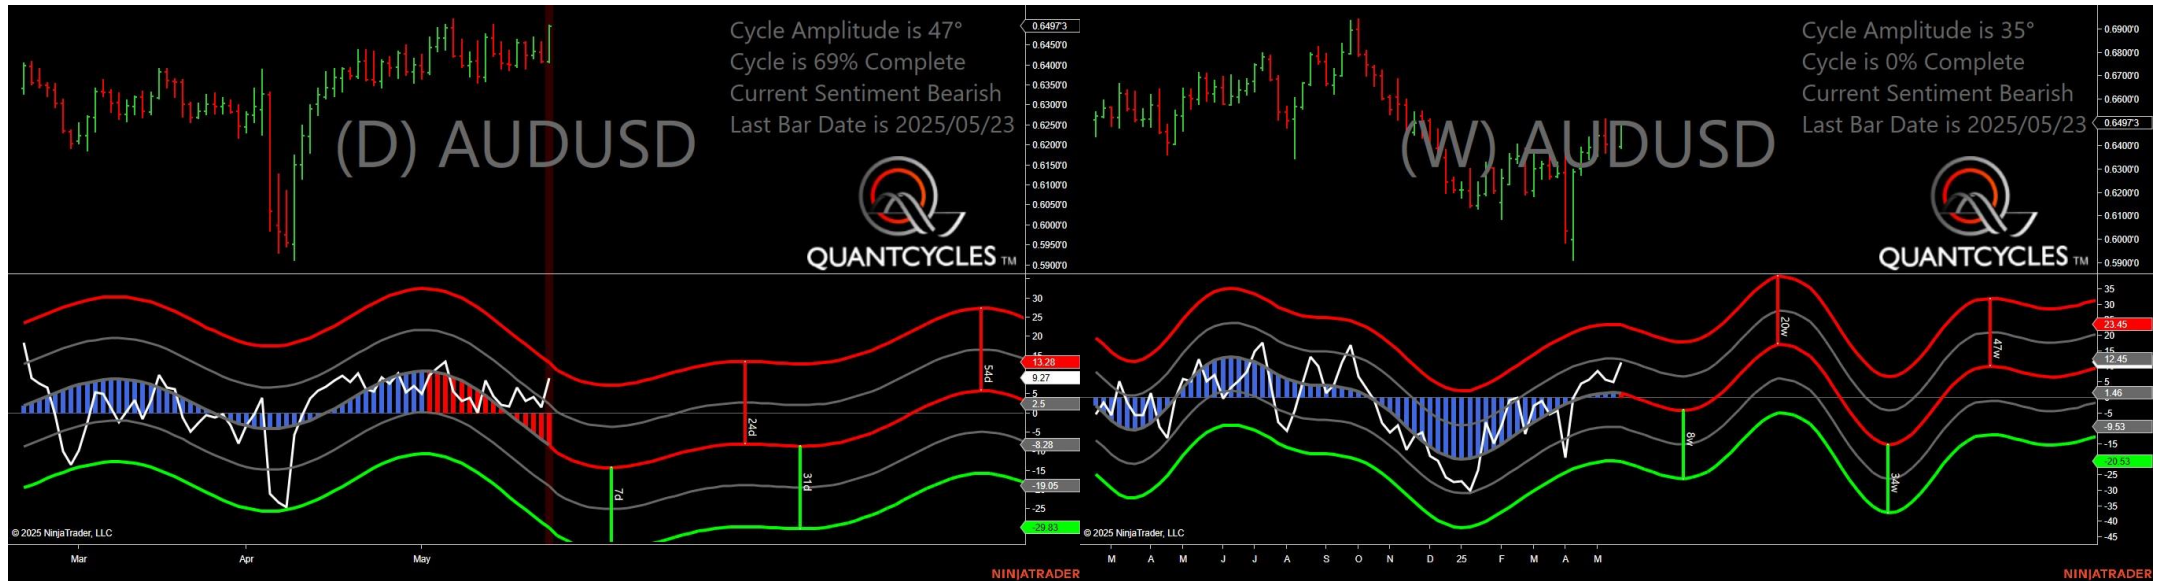 Cycle Amplitude is 47°
Cycle is 69% Complete
Current Sentiment Bearish
Last Bar Date is 2025/05/23
(D) AUDUSD
QUANTCYCLES TM
0.6497'3
0.6450'0
0.6400'0
0.6350'0
0.6300'0
0.6250'0
0.6200'0
0.6150'0
0.6100'0
0.6050'0
0.6000'0
0.5950'0
0.5900'0
30
25
20
13.28
9.27
5
2.5
0
-5
-8.28
-15
-19.05
-25
-29.83
7d
24d
31d
54d
© 2025 NinjaTrader, LLC
Mar
Apr
May
NINJATRADER
Cycle Amplitude is 35°
Cycle is 0% Complete
Current Sentiment Bearish
Last Bar Date is 2025/05/23
(W) AUDUSD
QUANTCYCLES TM
0.6900'0
0.6800'0
0.6700'0
0.6600'0
0.6497'3
0.6400'0
0.6300'0
0.6200'0
0.6100'0
0.6000'0
0.5900'0
35
30
23.45
20
15
12.45
5
1.46
-5
-9.53
-15
-20.53
-25
-30
-35
-40
-45
8w
20w
34w
47w
© 2025 NinjaTrader, LLC
M
A
M
J
J
A
S
O
N
D
25
F
M
A
M
NINJATRADER